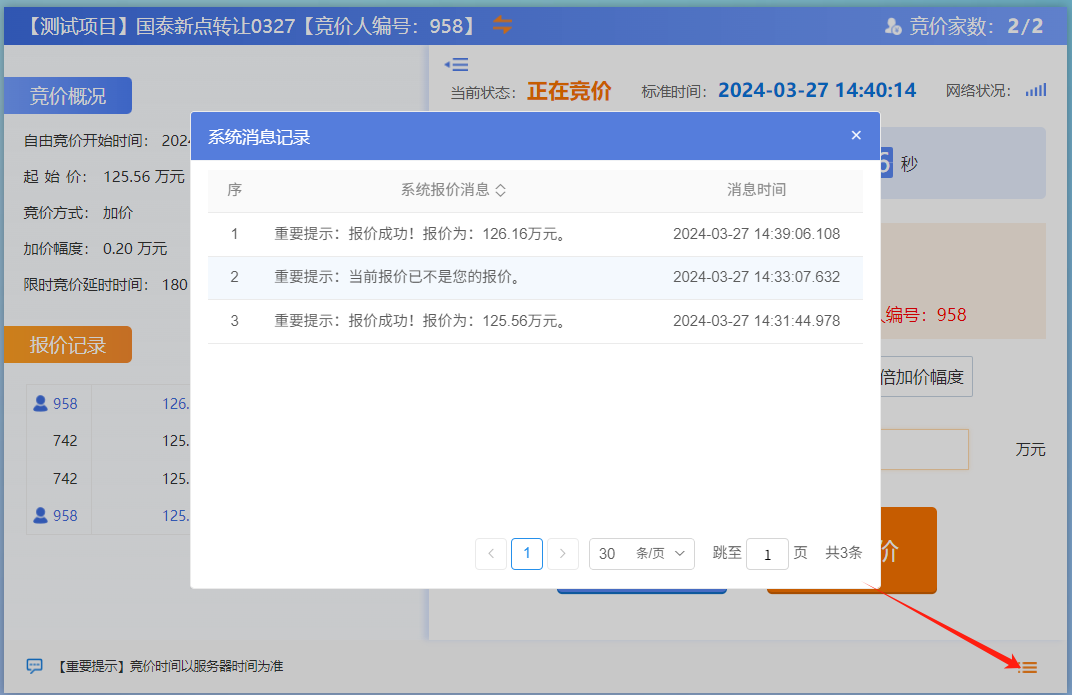 【测试项目】国泰新点转让0327【竞价人编号：958】
竞价家数：2/2
竞价概况
当前状态：正在竞价 标准时间：2024-03-27 14:40:14 网络状况：
自由竞价开始时间：202
起 始 价： 125.56 万元
竞价方式： 加价
加价幅度： 0.20 万元
限时竞价延时时间： 180
报价记录
958 126.
742 125.
742 125.
958 125.
系统消息记录
×
序 系统报价消息 消息时间
1 重要提示：报价成功！报价为：126.16万元。 2024-03-27 14:39:06.108
2 重要提示：当前报价已不是您的报价。 2024-03-27 14:33:07.632
3 重要提示：报价成功！报价为：125.56万元。 2024-03-27 14:31:44.978
< 1 > 30 条/页 跳至 1 页 共3条
秒
人编号：958
倍加价幅度
万元
价
【重要提示】竞价时间以服务器时间为准